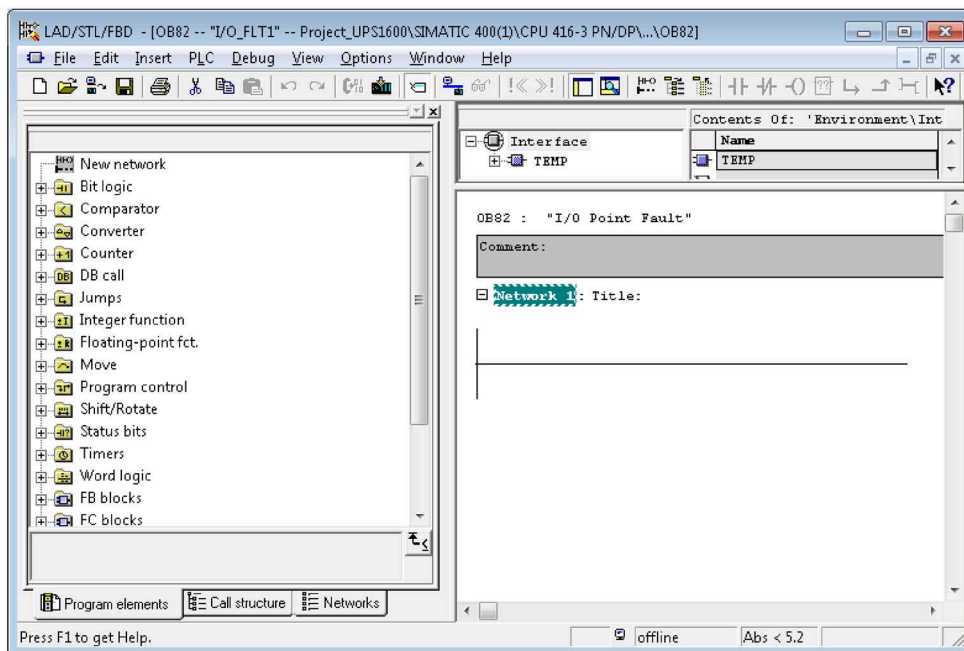 LAD/STL/FBD - [OB82 -- "I/O_FLT1" -- Project_UPS1600\SIMATIC 400(1)\CPU 416-3 PN/DP\...\OB82]
File Edit Insert PLC Debug View Options Window Help
Contents Of: 'Environment\Int
Interface
Name
TEMP
TEMP
New network
Bit logic
Comparator
Converter
Counter
DB call
Jumps
Integer function
Floating-point fct.
Move
Program control
Shift/Rotate
Status bits
Timers
Word logic
FB blocks
FC blocks
OB82 : "I/O Point Fault"
Comment:
Network 1: Title:
Program elements Call structure Networks
Press F1 to get Help.
offline
Abs < 5.2